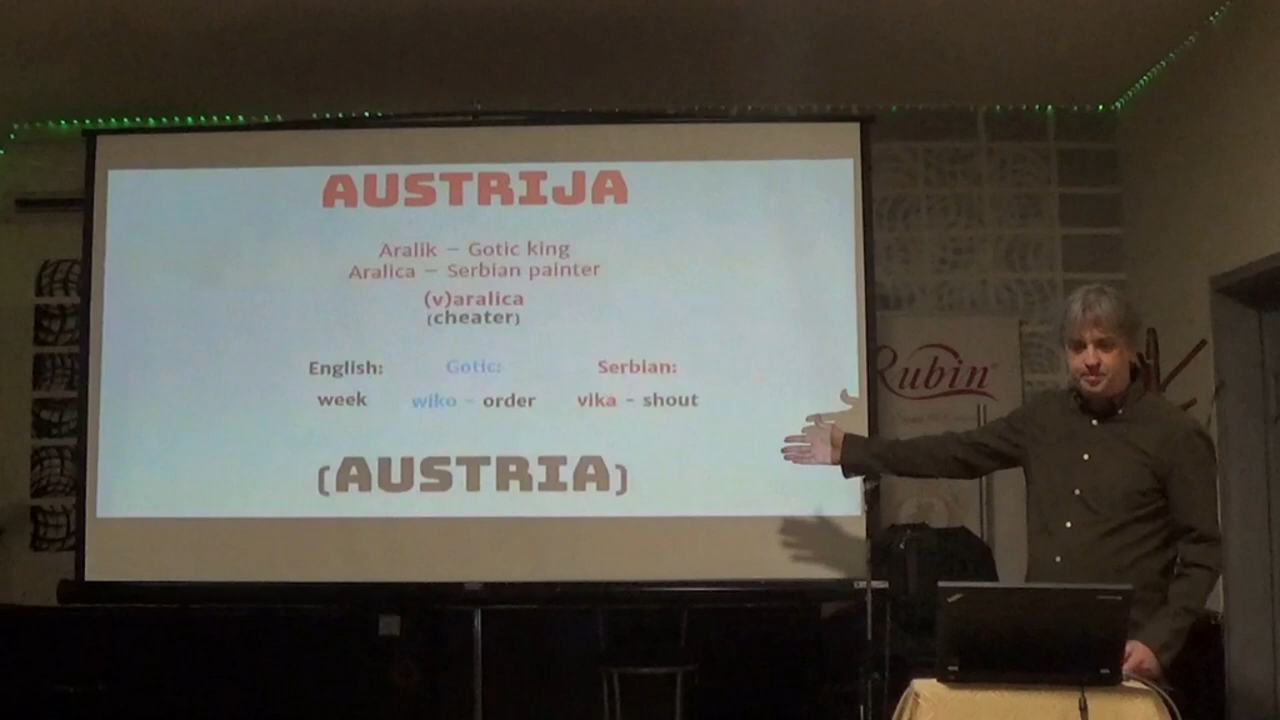 AUSTRIJA
Aralik – Gotic king
Aralica – Serbian painter
(v)aralica
(cheater)
English: Gotic: Serbian:
week wiko – order vika – shout
(AUSTRIA)
Rubin®